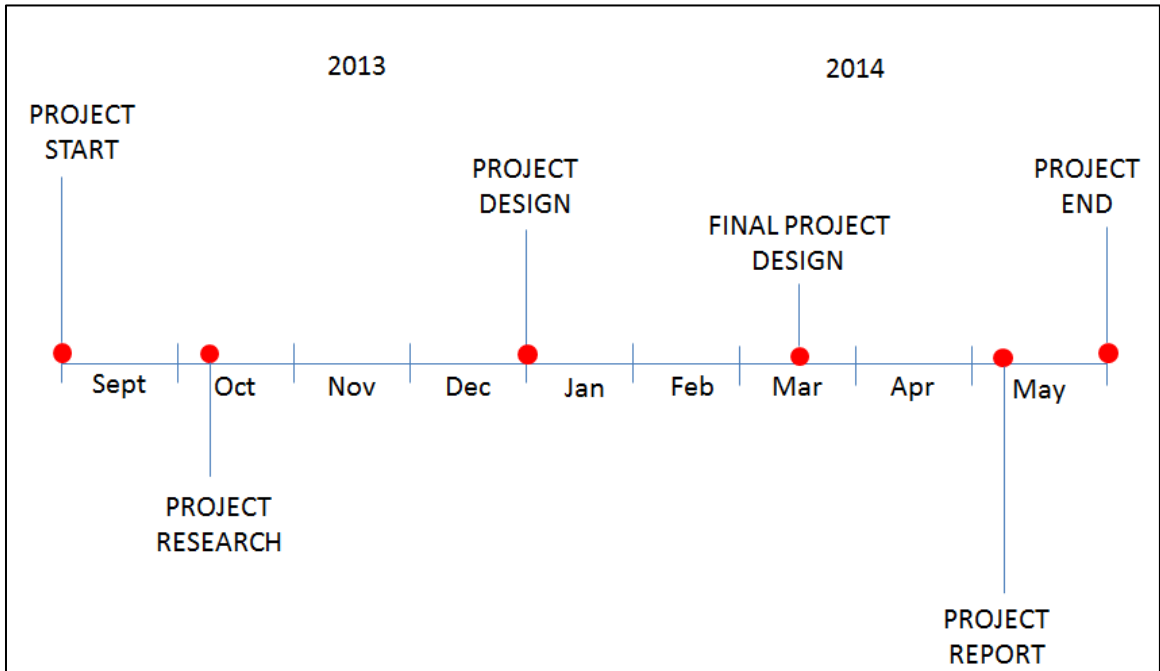 2013
2014
PROJECT
START
PROJECT
DESIGN
FINAL PROJECT
DESIGN
PROJECT
END
Sept
Oct
Nov
Dec
Jan
Feb
Mar
Apr
May
PROJECT
RESEARCH
PROJECT
REPORT